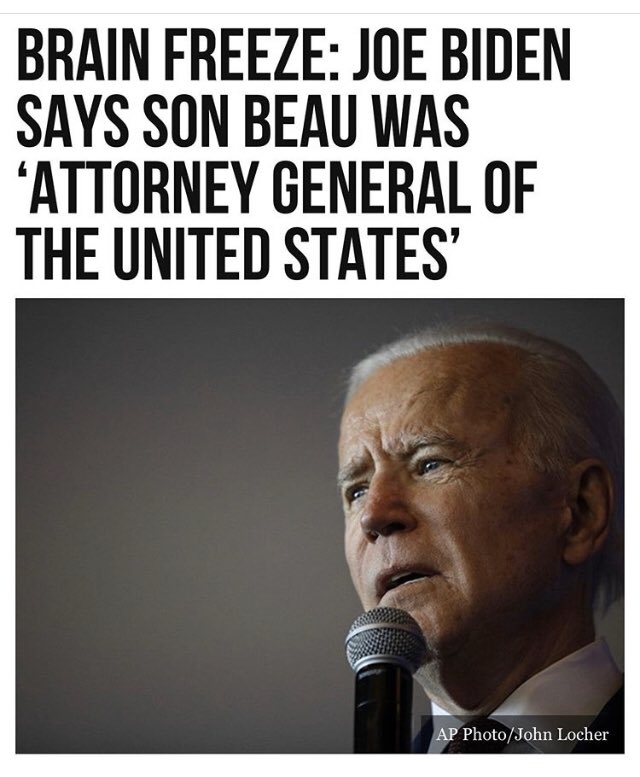 BRAIN FREEZE: JOE BIDEN
SAYS SON BEAU WAS
‘ATTORNEY GENERAL OF
THE UNITED STATES’
AP Photo/John Locher